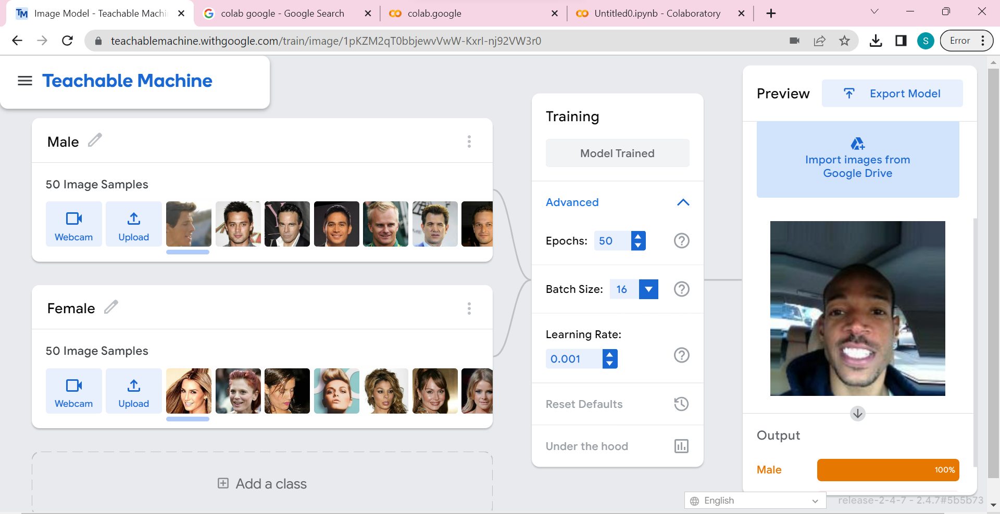 TM Image Model - Teachable Machi
colab google - Google Search
colab.google
Untitled0.ipynb - Colaboratory
teachablemachine.withgoogle.com/train/image/1pKZM2qT0bbjewvVwW-KxrI-nj92VW3r0
S
Error
Teachable Machine
Male
50 Image Samples
Webcam
Upload
Female
50 Image Samples
Webcam
Upload
Add a class
Training
Model Trained
Advanced
Epochs: 50
Batch Size: 16
Learning Rate:
0.001
Reset Defaults
Under the hood
Preview
Export Model
Import images from
Google Drive
Output
Male 100%
English
release-2-4-7 - 2.4.7#5b5b73